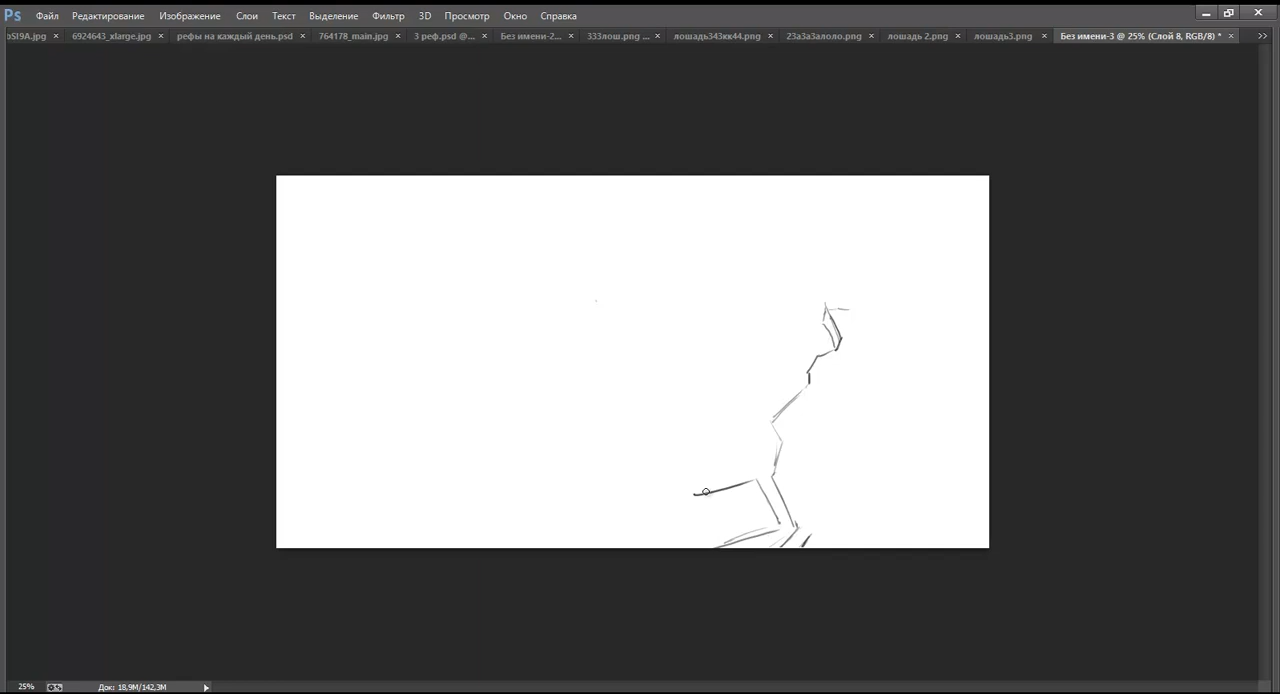 Ps Файл Редактирование Изображение Слои Текст Выделение Фильтр 3D Просмотр Окно Справка
bSI9A.jpg × 6924643_xlarge.jpg × рефы на каждый день.psd × 764178_main.jpg × 3 реф.psd @... × Без имени-2... × 333лош.png ... × лошадь343кк44.png × 23а3а3алоло.png × лошадь 2.png × лошадь3.png × Без имени-3 @ 25% (Слой 8, RGB/8) * ×
25% Док: 18,9M/142,3M